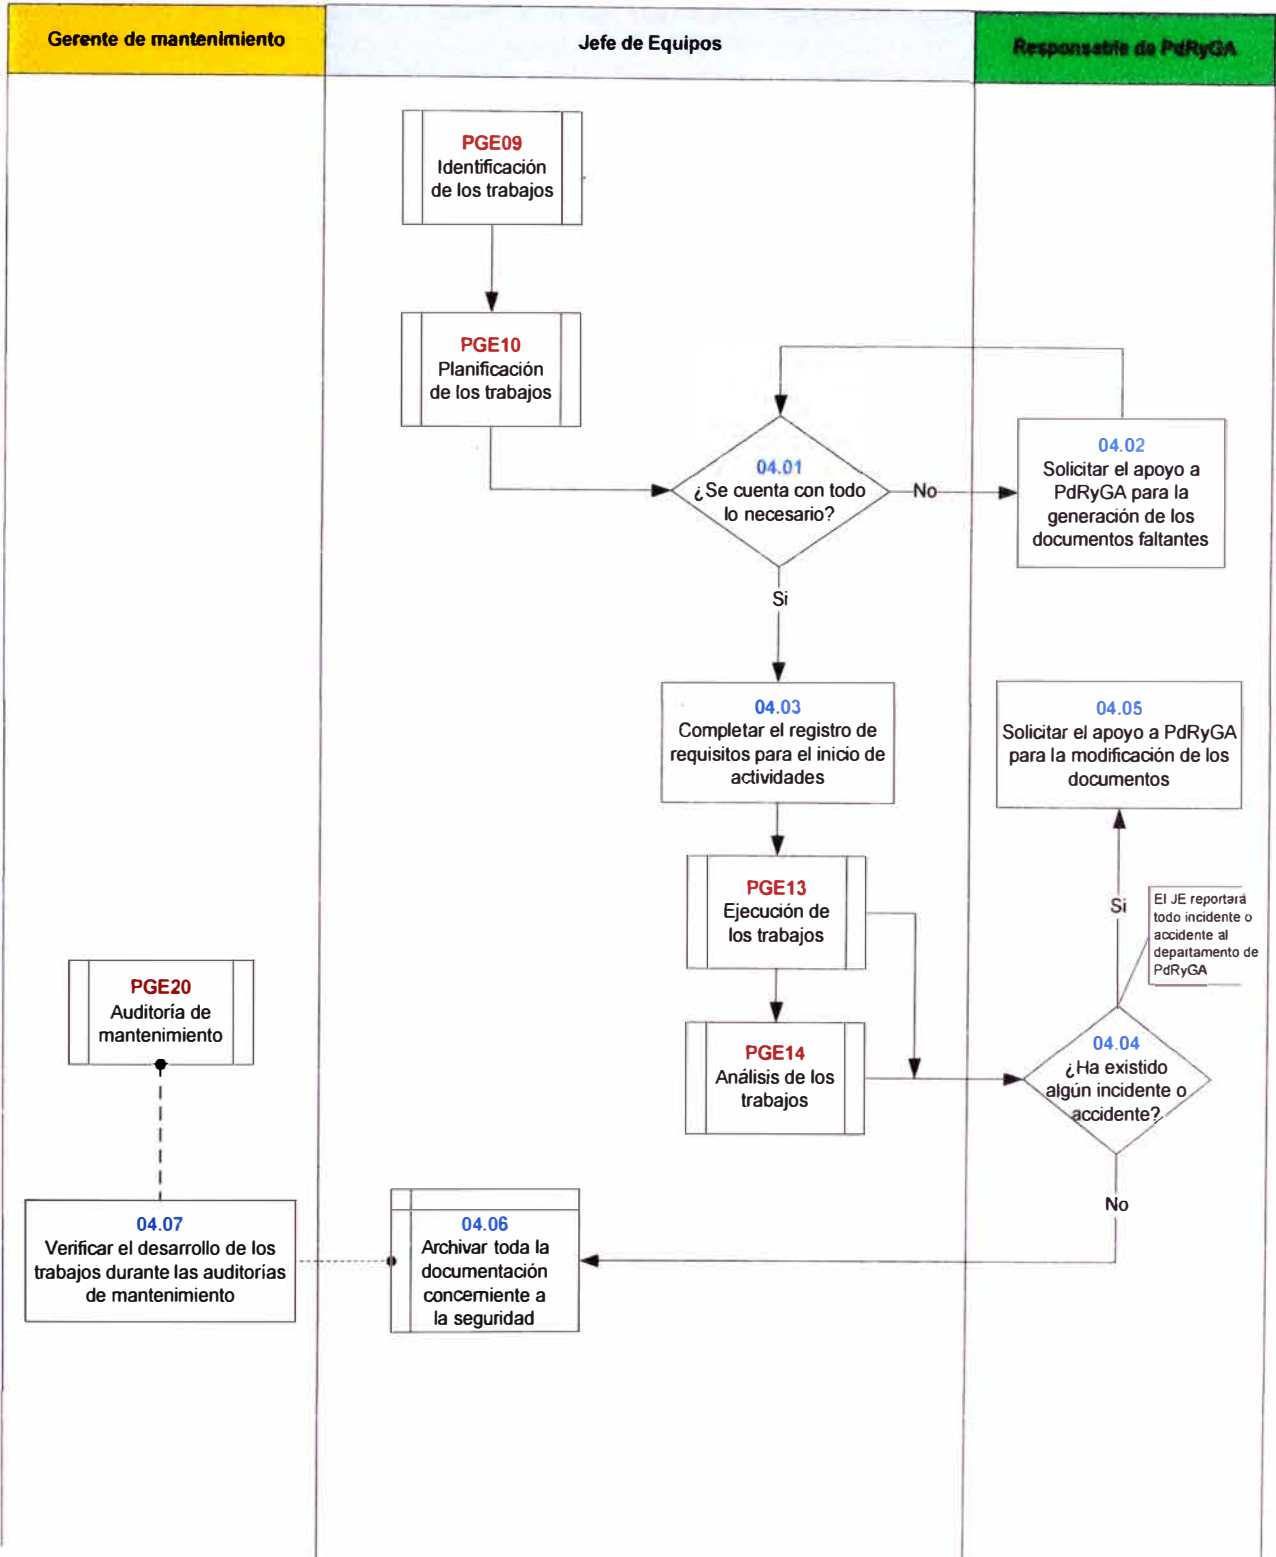 Gerente de mantenimiento
Jefe de Equipos
Responsable de PdRyGA
PGE09
Identificación
de los trabajos
PGE10
Planificación
de los trabajos
04.01
¿Se cuenta con todo
lo necesario?
No
04.02
Solicitar el apoyo a
PdRyGA para la
generación de los
documentos faltantes
Si
04.03
Completar el registro de
requisitos para el inicio de
actividades
04.05
Solicitar el apoyo a PdRyGA
para la modificación de los
documentos
PGE13
Ejecución de
los trabajos
Si
El JE reportará
todo incidente o
accidente al
departamento de
PdRyGA
PGE20
Auditoría de
mantenimiento
PGE14
Análisis de los
trabajos
04.04
¿Ha existido
algún incidente o
accidente?
No
04.07
Verificar el desarrollo de los
trabajos durante las auditorías
de mantenimiento
04.06
Archivar toda la
documentación
concerniente a
la seguridad